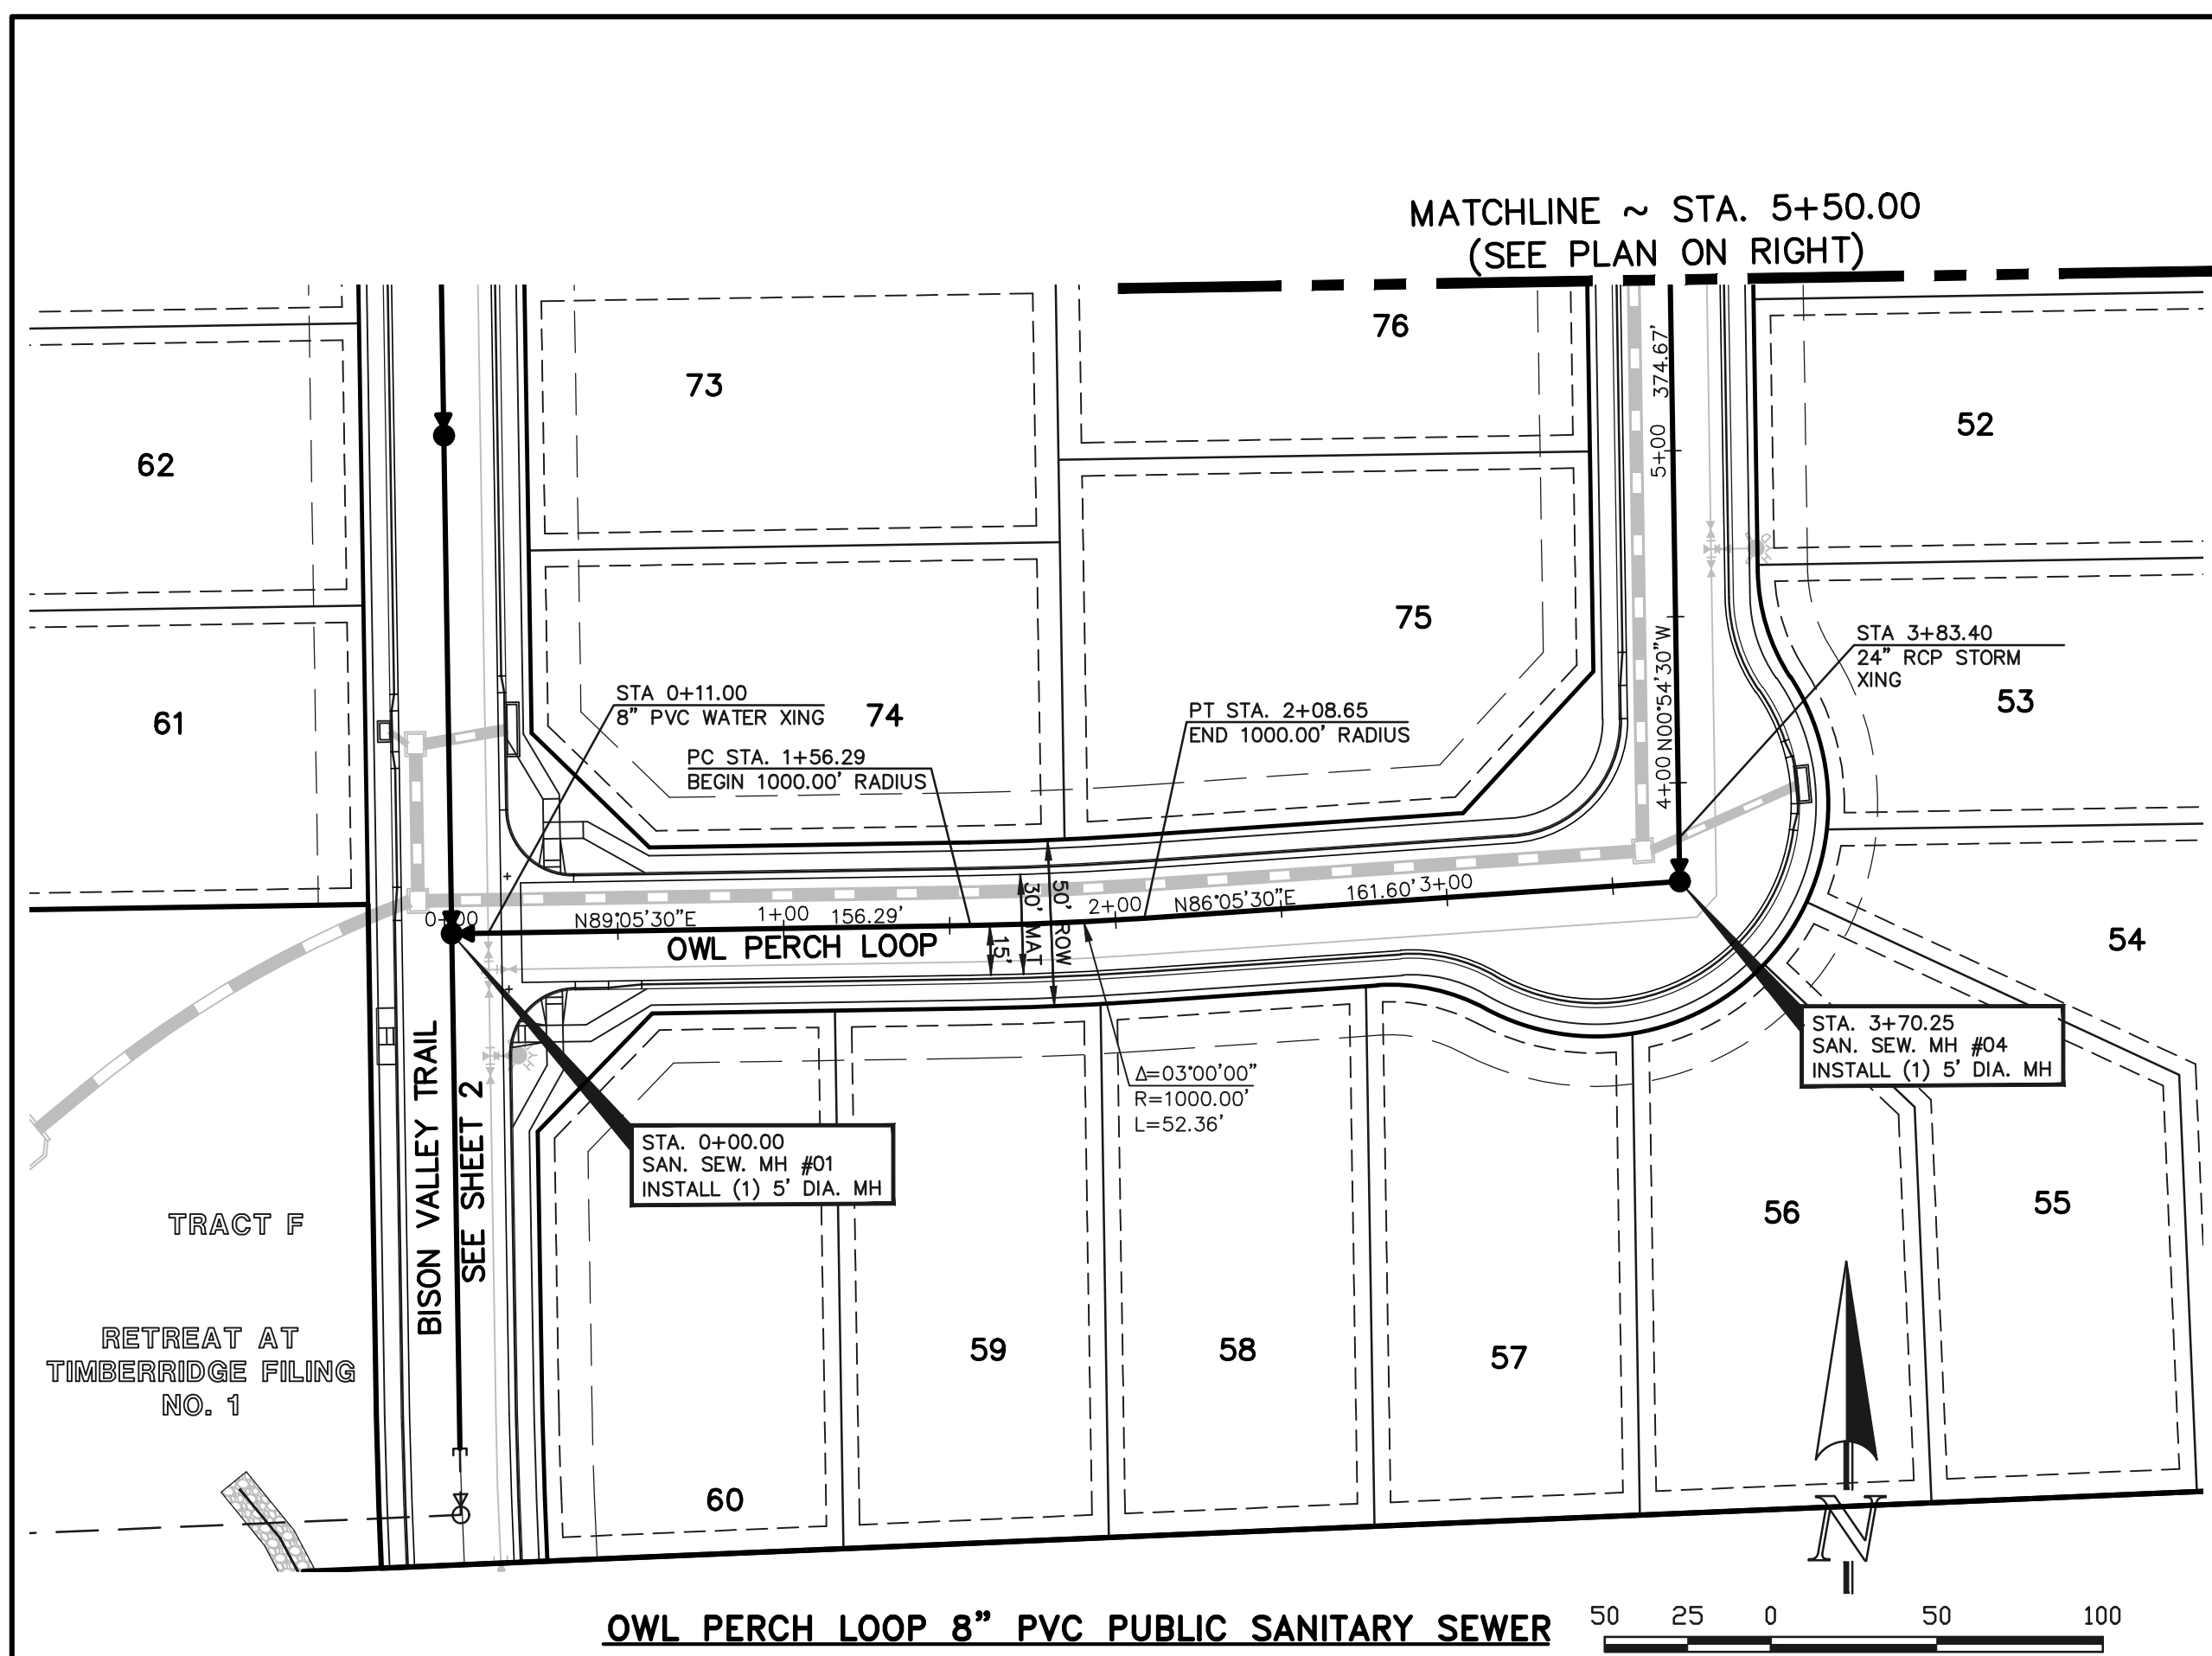 MATCHLINE ~ STA. 5+50.00
(SEE PLAN ON RIGHT)
76
73
374.67'
52
62
5+00
75
STA 3+83.40
24" RCP STORM
XING
53
N00°54'30"W
4+00
61
STA 0+11.00
8" PVC WATER XING
74
PC STA. 1+56.29
BEGIN 1000.00' RADIUS
PT STA. 2+08.65
END 1000.00' RADIUS
0+00
N89°05'30"E
1+00
156.29'
2+00
N86°05'30"E
161.60'
3+00
30' MAT
50' ROW
15'
OWL PERCH LOOP
54
STA. 3+70.25
SAN. SEW. MH #04
INSTALL (1) 5' DIA. MH
Δ=03°00'00"
R=1000.00'
L=52.36'
STA. 0+00.00
SAN. SEW. MH #01
INSTALL (1) 5' DIA. MH
BISON VALLEY TRAIL
SEE SHEET 2
TRACT F
RETREAT AT
TIMBERRIDGE FILING
NO. 1
56
55
59
58
57
60
N
OWL PERCH LOOP 8" PVC PUBLIC SANITARY SEWER
50 25 0 50 100